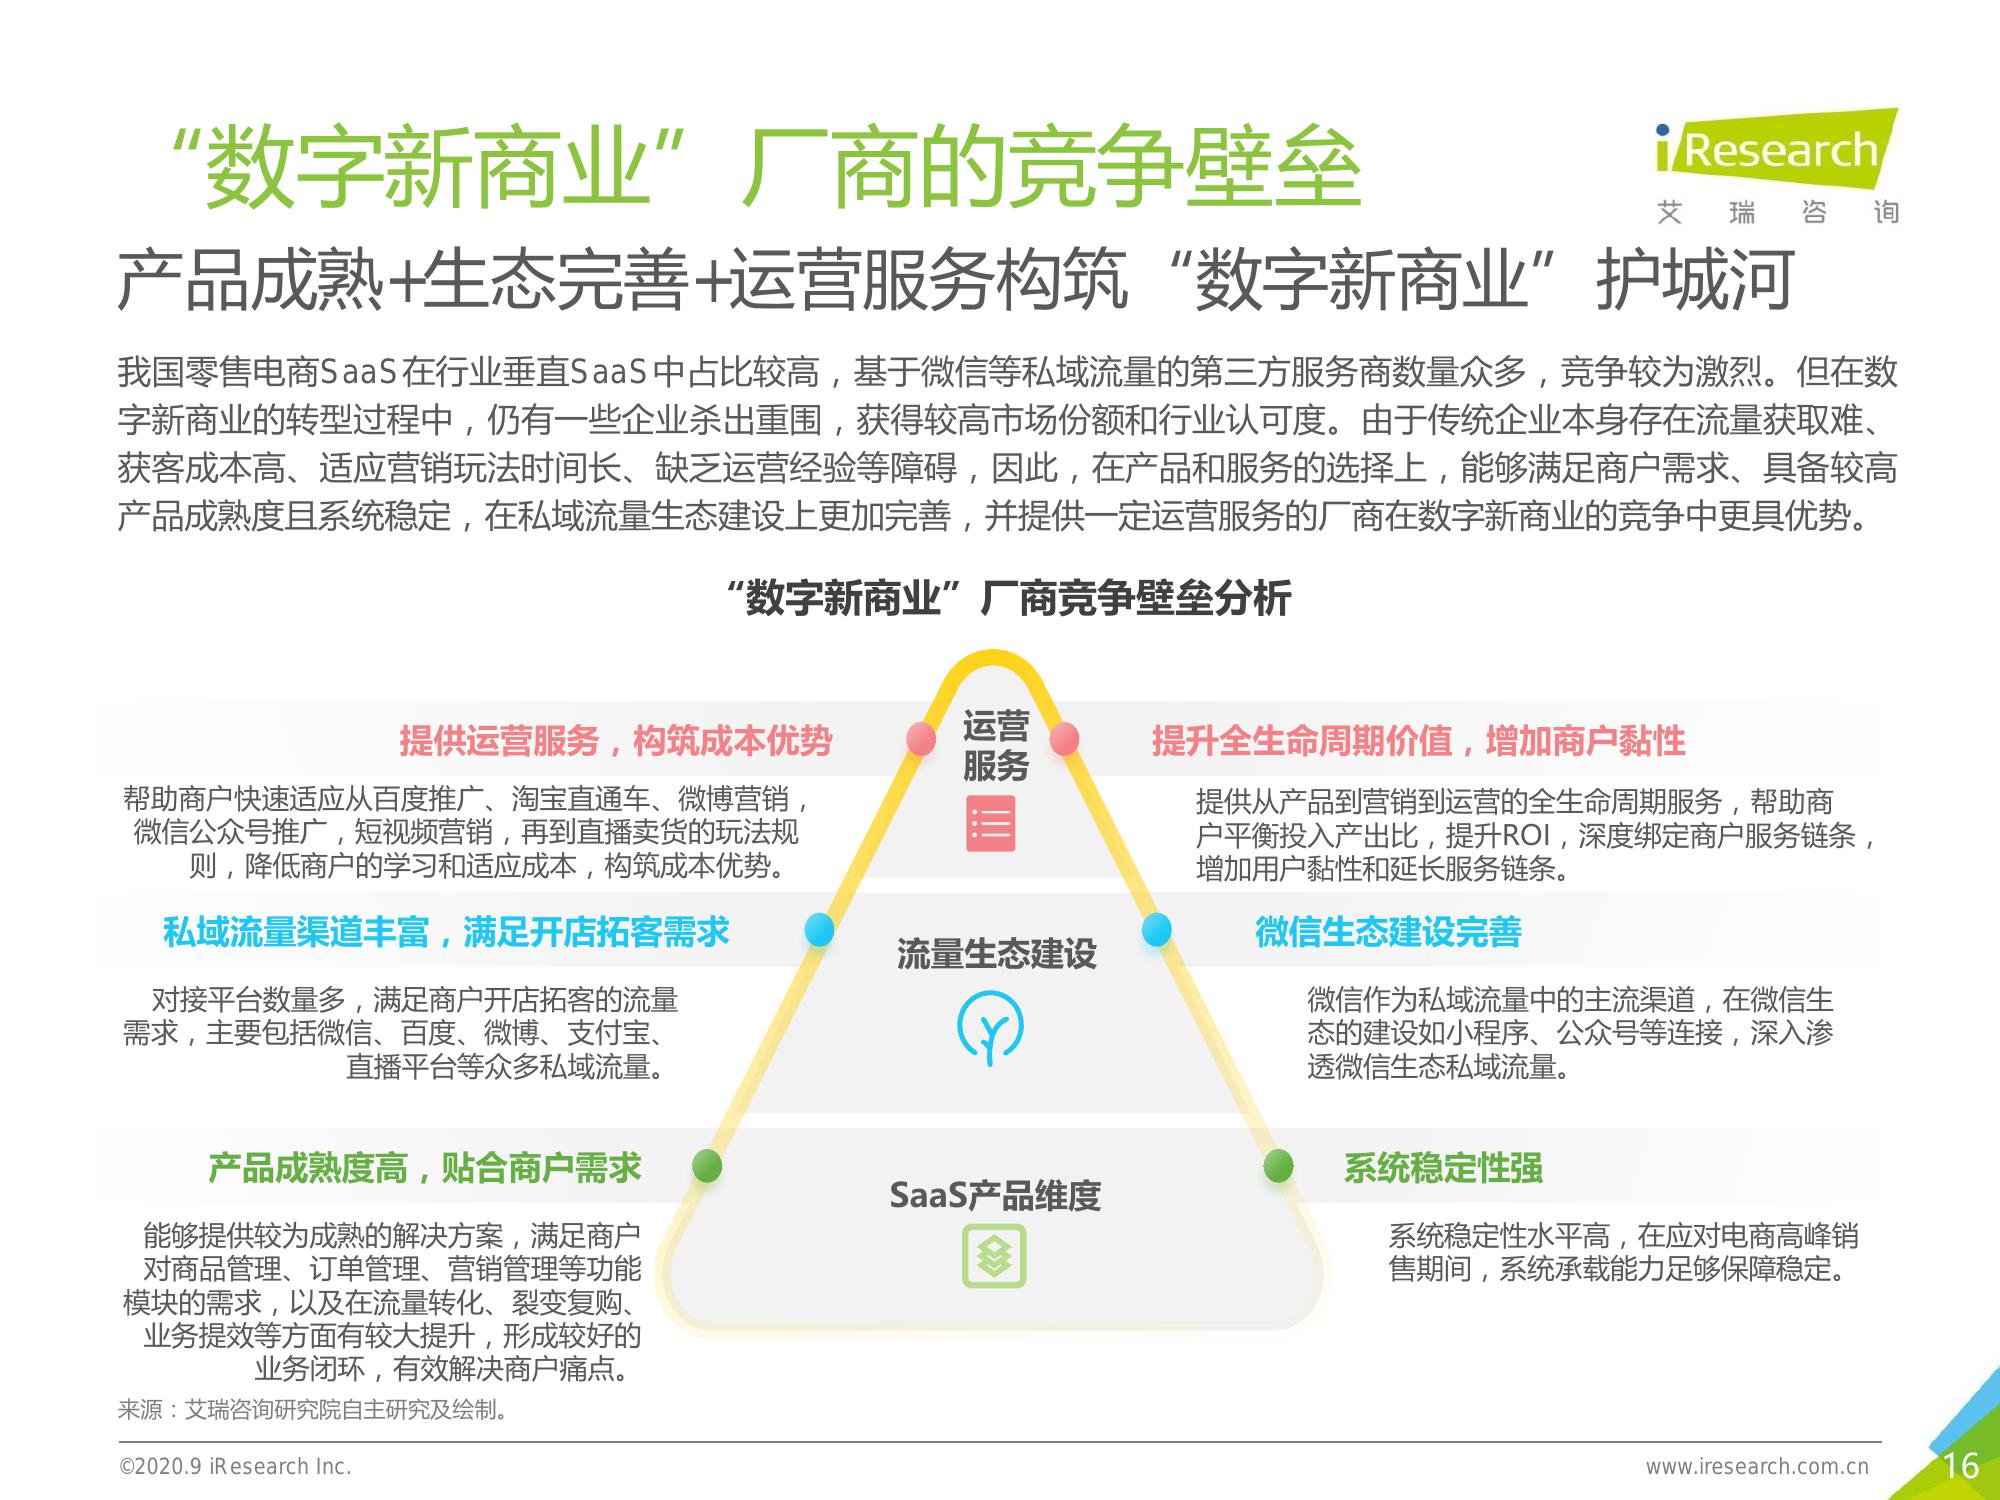 “数字新商业”厂商的竞争壁垒
iResearch
艾瑞咨询
产品成熟+生态完善+运营服务构筑“数字新商业”护城河
我国零售电商SaaS在行业垂直SaaS中占比较高，基于微信等私域流量的第三方服务商数量众多，竞争较为激烈。但在数
字新商业的转型过程中，仍有一些企业杀出重围，获得较高市场份额和行业认可度。由于传统企业本身存在流量获取难、
获客成本高、适应营销玩法时间长、缺乏运营经验等障碍，因此，在产品和服务的选择上，能够满足商户需求、具备较高
产品成熟度且系统稳定，在私域流量生态建设上更加完善，并提供一定运营服务的厂商在数字新商业的竞争中更具优势。
“数字新商业”厂商竞争壁垒分析
运营
服务
提供运营服务，构筑成本优势
帮助商户快速适应从百度推广、淘宝直通车、微博营销，
微信公众号推广，短视频营销，再到直播卖货的玩法规
则，降低商户的学习和适应成本，构筑成本优势。
提升全生命周期价值，增加商户黏性
提供从产品到营销到运营的全生命周期服务，帮助商
户平衡投入产出比，提升ROI，深度绑定商户服务链条，
增加用户黏性和延长服务链条。
私域流量渠道丰富，满足开店拓客需求
对接平台数量多，满足商户开店拓客的流量
需求，主要包括微信、百度、微博、支付宝、
直播平台等众多私域流量。
流量生态建设
微信生态建设完善
微信作为私域流量中的主流渠道，在微信生
态的建设如小程序、公众号等连接，深入渗
透微信生态私域流量。
产品成熟度高，贴合商户需求
能够提供较为成熟的解决方案，满足商户
对商品管理、订单管理、营销管理等功能
模块的需求，以及在流量转化、裂变复购、
业务提效等方面有较大提升，形成较好的
业务闭环，有效解决商户痛点。
SaaS产品维度
系统稳定性强
系统稳定性水平高，在应对电商高峰销
售期间，系统承载能力足够保障稳定。
来源：艾瑞咨询研究院自主研究及绘制。
©2020.9 iResearch Inc.
www.iresearch.com.cn
16